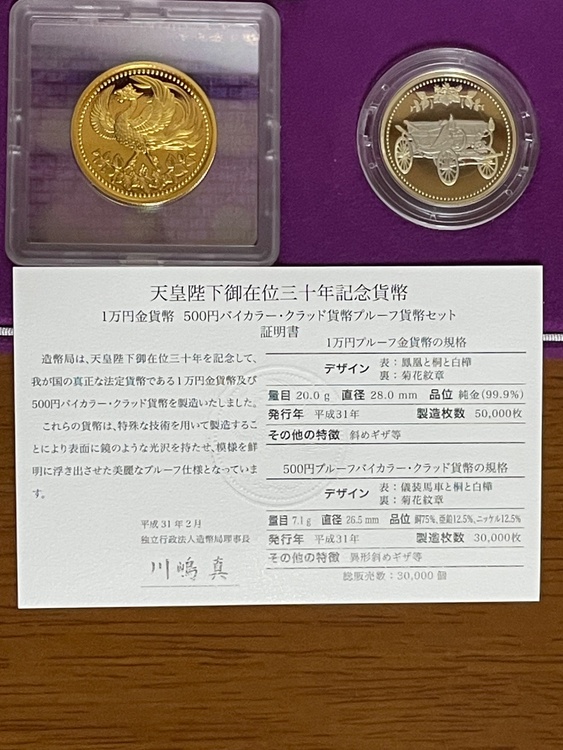 天皇陛下御在位三十年記念貨幣
1万円金貨幣 500円バイカラー・クラッド貨幣プルーフ貨幣セット
証明書
造幣局は、天皇陛下御在位三十年を記念して、
我が国の真正な法定貨幣である1万円金貨幣及び
500円バイカラー・クラッド貨幣を製造いたしました。
これらの貨幣は、特殊な技術を用いて製造するこ
とにより表面に鏡のような光沢を持たせ、模様を鮮
明に浮き出させた美麗なプルーフ仕様となっていま
す。
平成31年2月
独立行政法人造幣局理事長
川嶋 真
1万円プルーフ金貨幣の規格
デザイン 表:鳳凰と桐と白樺
裏:菊花紋章
量目 20.0g 直径 28.0mm 品位 純金(99.9%)
発行年 平成31年 製造枚数 50,000枚
その他の特徴 斜めギザ等
500円プルーフバイカラー・クラッド貨幣の規格
デザイン 表:儀装馬車と桐と白樺
裏:菊花紋章
量目 7.1g 直径 26.5mm 品位 銅75%、亜鉛12.5%、ニッケル12.5%
発行年 平成31年 製造枚数 30,000枚
その他の特徴 異形斜めギザ等
総販売数:30,000個